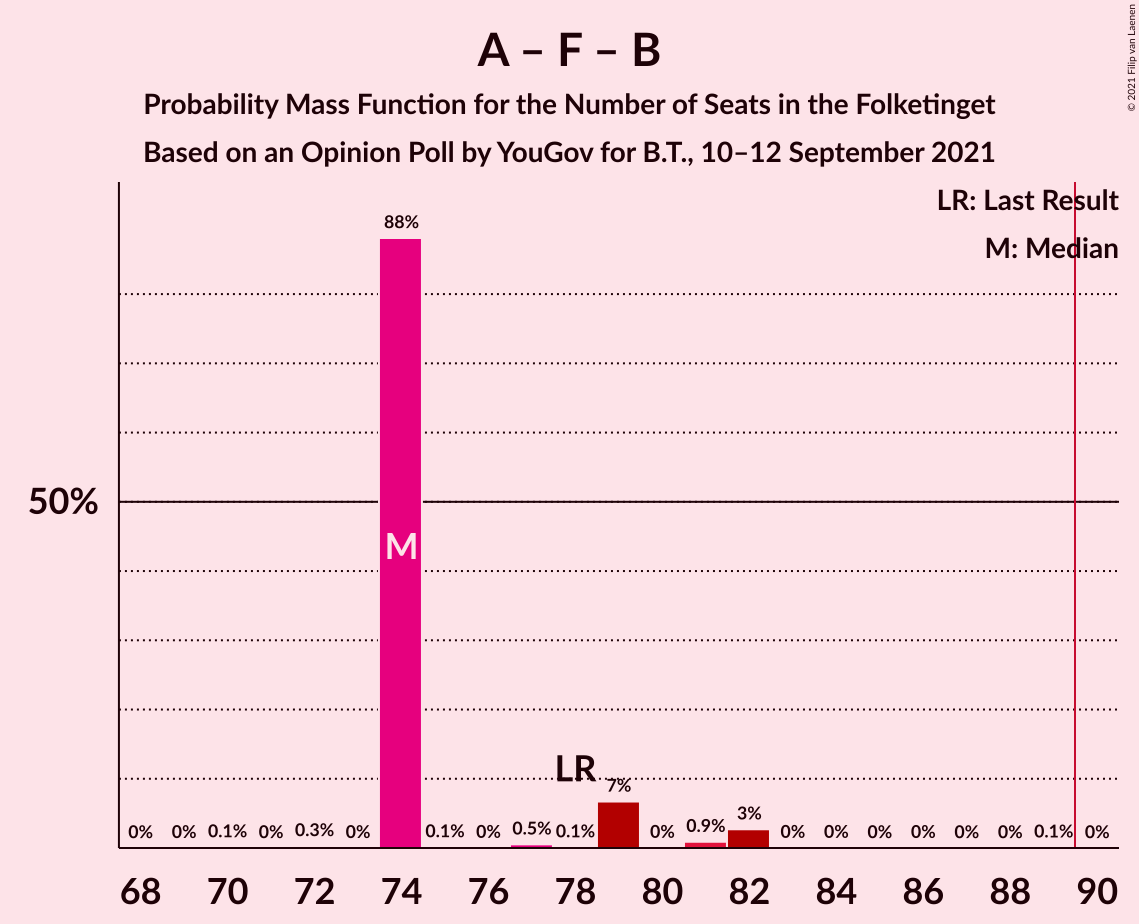 A – F – B
Probability Mass Function for the Number of Seats in the Folketinget
Based on an Opinion Poll by YouGov for B.T., 10–12 September 2021
© 2021 Filip van Laenen
LR: Last Result
M: Median
88%
50%
M
LR
7%
0% 0% 0.1% 0% 0.3% 0% 0.1% 0% 0.5% 0.1% 0% 0.9% 3% 0% 0% 0% 0% 0% 0% 0.1% 0%
68 70 72 74 76 78 80 82 84 86 88 90